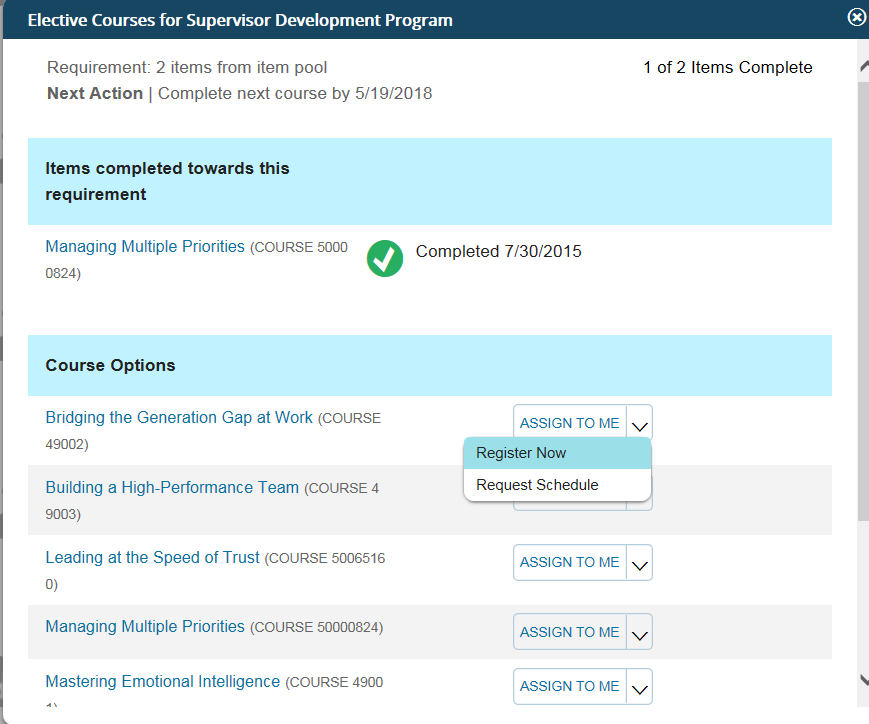 Elective Courses for Supervisor Development Program
Requirement: 2 items from item pool
1 of 2 Items Complete
Next Action | Complete next course by 5/19/2018
Items completed towards this
requirement
Managing Multiple Priorities (COURSE 5000
0824)
Completed 7/30/2015
Course Options
Bridging the Generation Gap at Work (COURSE
49002)
ASSIGN TO ME
Register Now
Request Schedule
Building a High-Performance Team (COURSE 4
9003)
Leading at the Speed of Trust (COURSE 5006516
0)
ASSIGN TO ME
Managing Multiple Priorities (COURSE 50000824)
ASSIGN TO ME
Mastering Emotional Intelligence (COURSE 4900
ASSIGN TO ME